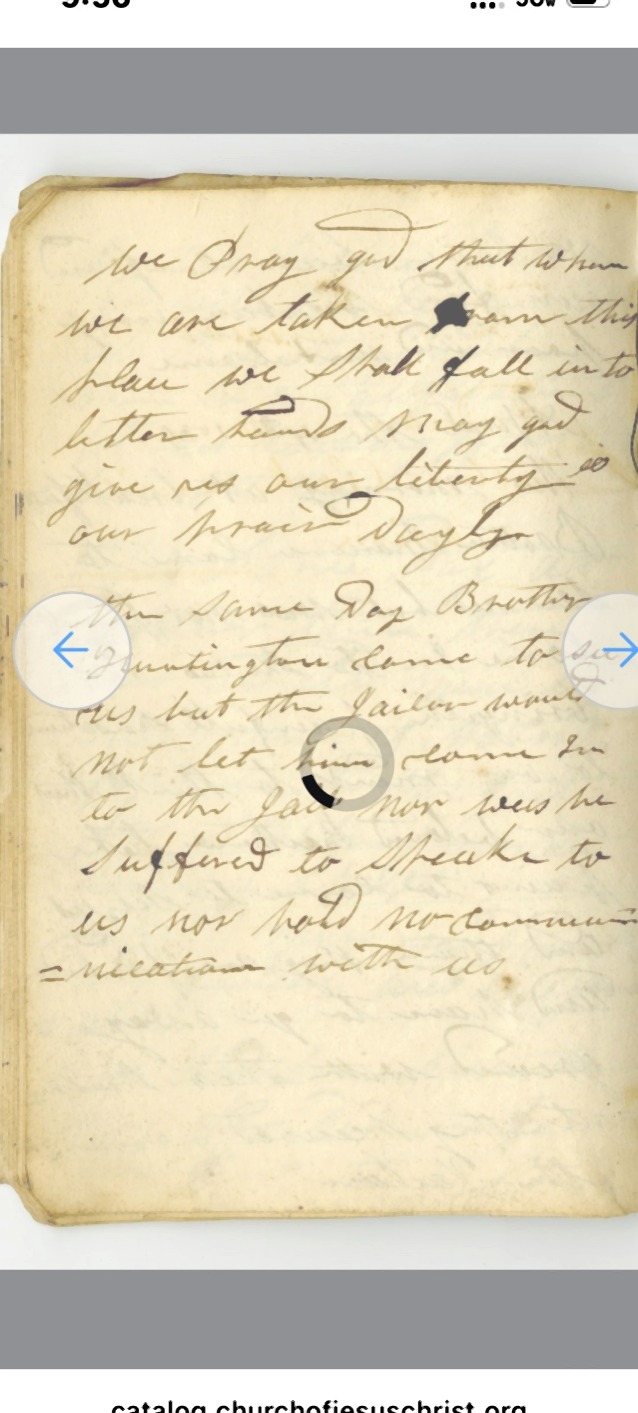 we Pray god that when
we are taken from this
place we Shall fall in to
better hands May god
give us our liberty is
our prair Dayly
the same Day Brother
Huntington came to see
us but the Jailor would
not let him come In
to the Jail nor was he
Suffered to Speake to
us nor hold no commun
=nication with us
catalog.churchofjesuschrist.org